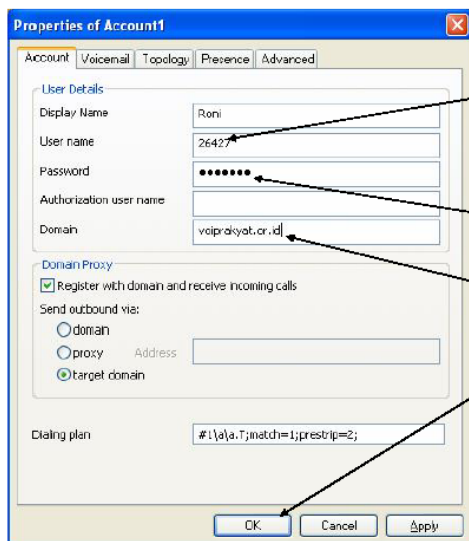 Properties of Account1
Account Voicemail Topology Presence Advanced
User Details
Display Name Roni
User name 26427
Password ●●●●●●●
Authorization user name
Domain voiprakyat.or.id
Domain Proxy
Register with domain and receive incoming calls
Send outbound via:
domain
proxy Address
target domain
Dialing plan #1\a\a.T;match=1;prestrip=2;
OK Cancel Apply